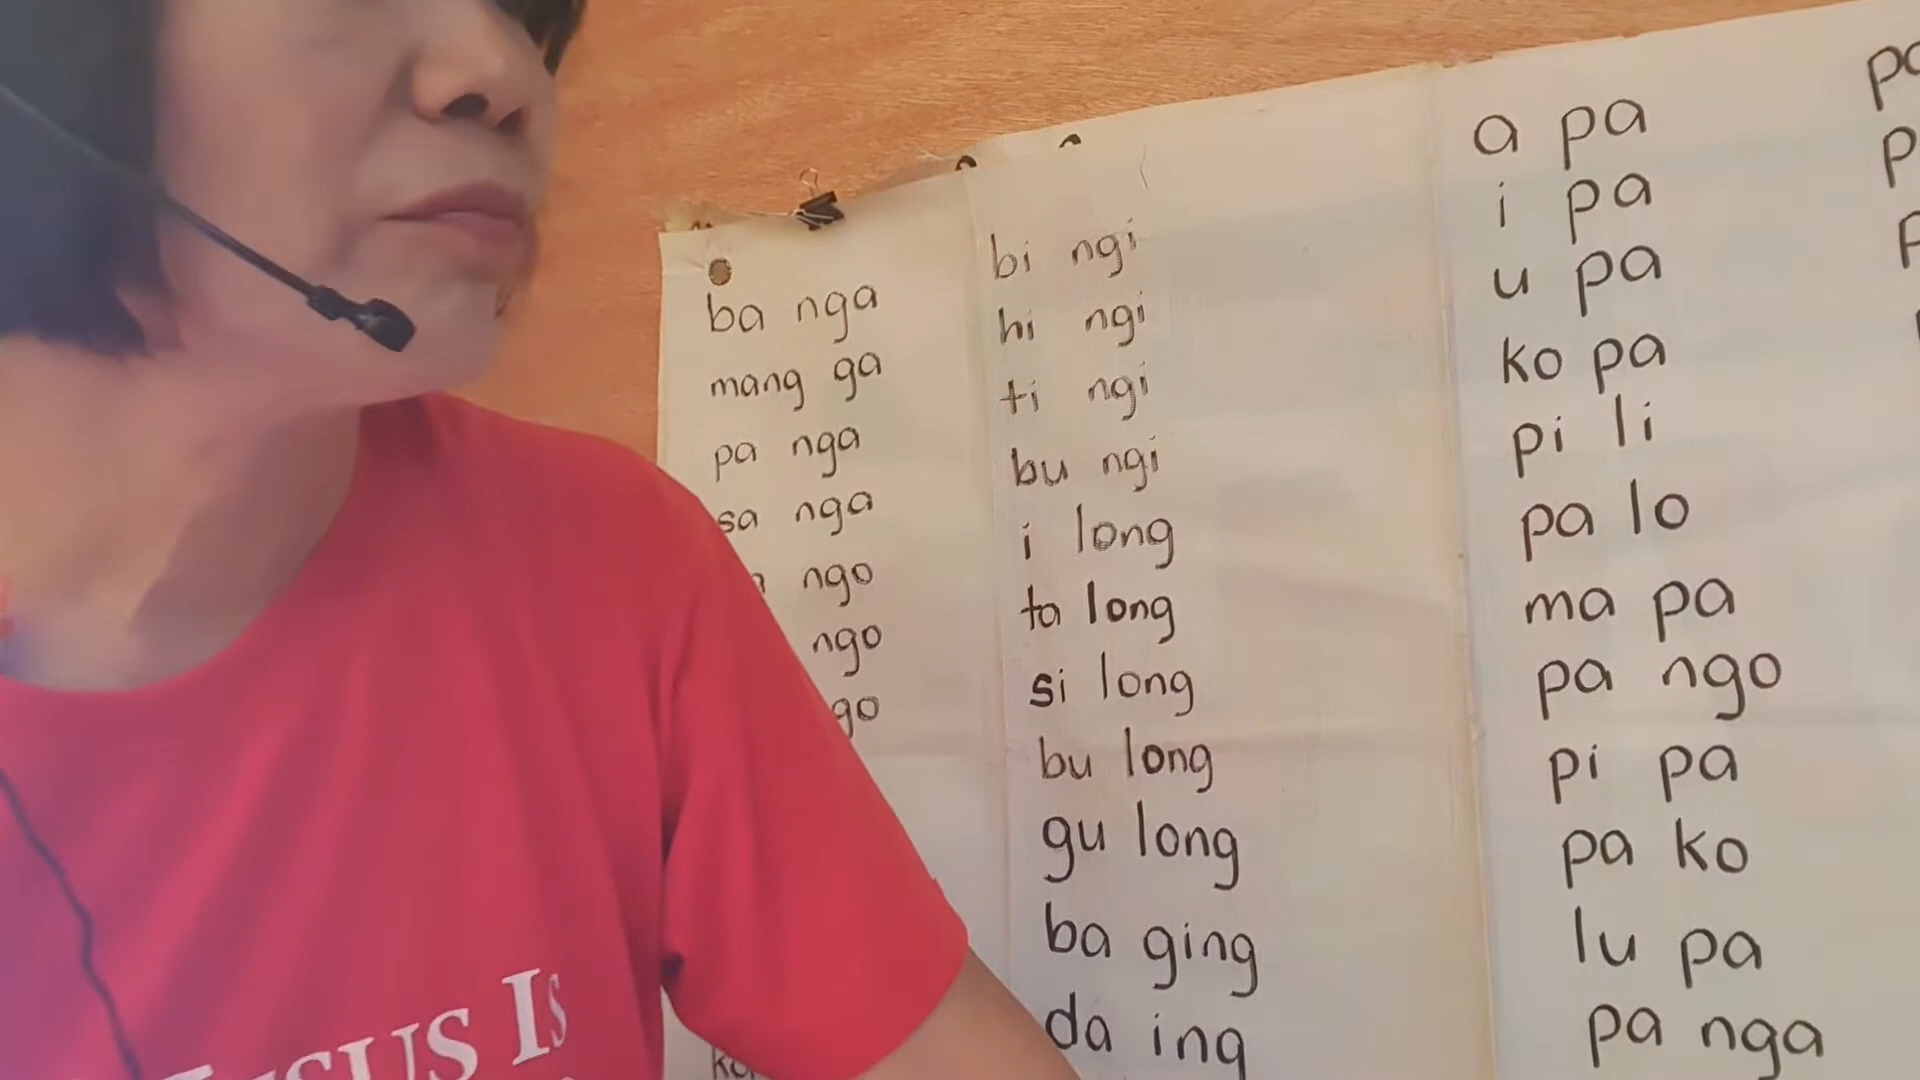 ba nga
mang ga
pa nga
sa nga
ngo
ngo
go
bi ngi
hi ngi
ti ngi
bu ngi
i long
ta long
si long
bu long
gu long
ba ging
da ing
a pa
i pa
u pa
ko pa
pi li
pa lo
ma pa
pa ngo
pi pa
pa ko
lu pa
pa nga
Is